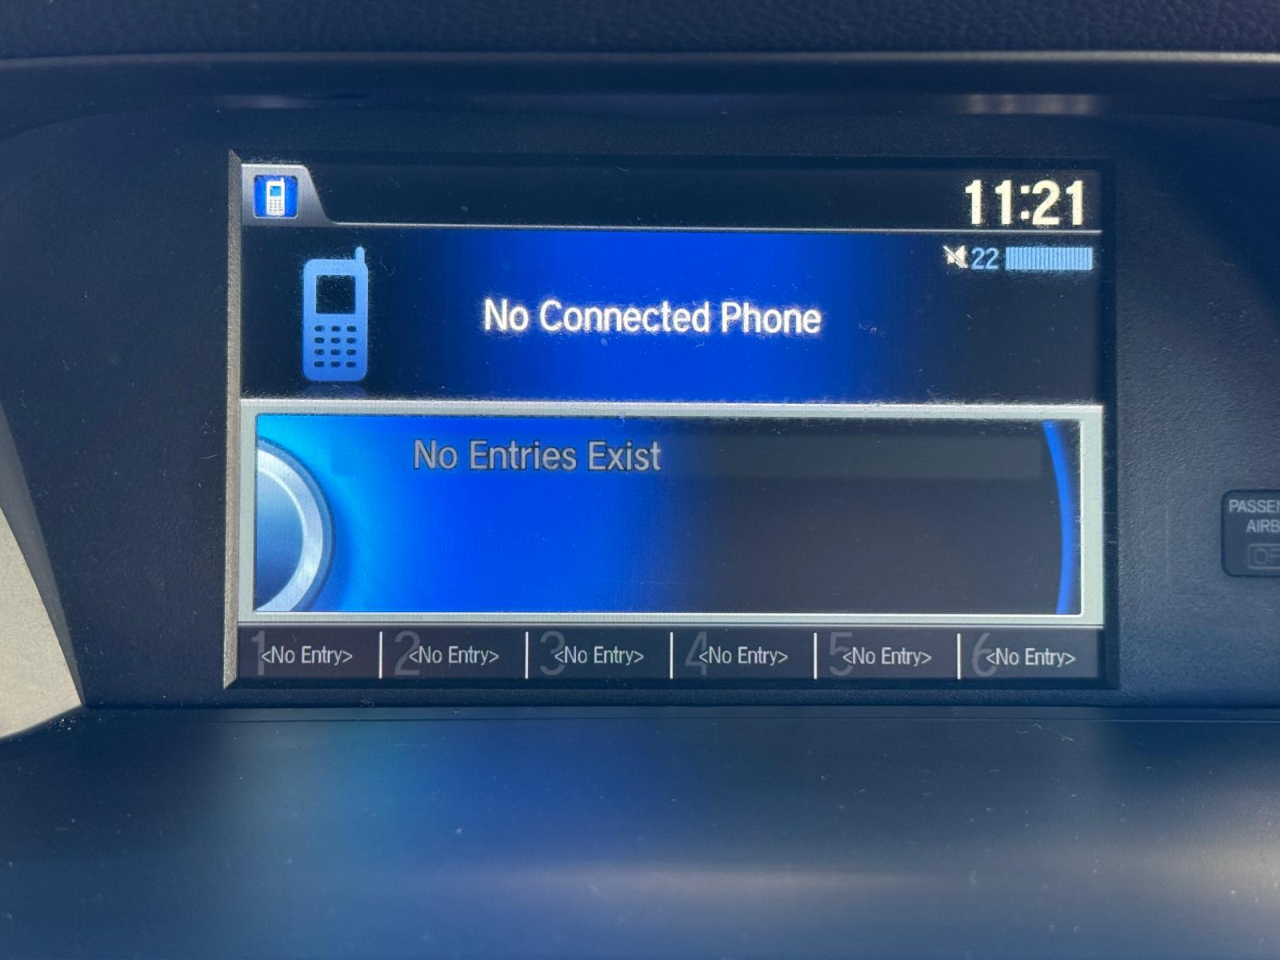 11:21
22
No Connected Phone
No Entries Exist
1 <No Entry>
2 <No Entry>
3 <No Entry>
4 <No Entry>
5 <No Entry>
6 <No Entry>